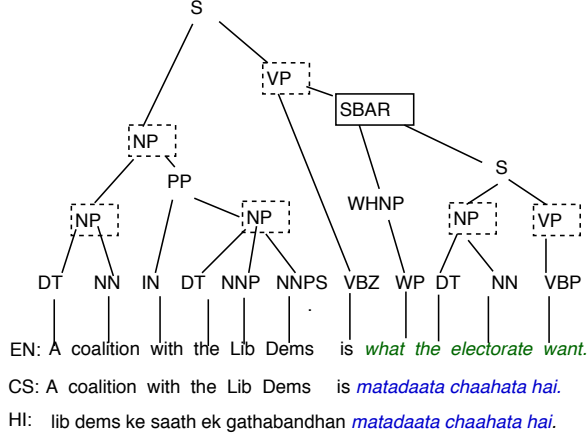 S
VP
SBAR
NP
PP
S
WHNP
NP NP NP VP
DT NN IN DT NNP NNPS VBZ WP DT NN VBP
EN: A coalition with the Lib Dems is what the electorate want.
CS: A coalition with the Lib Dems is matadaata chaahata hai.
HI: lib dems ke saath ek gathabandhan matadaata chaahata hai.